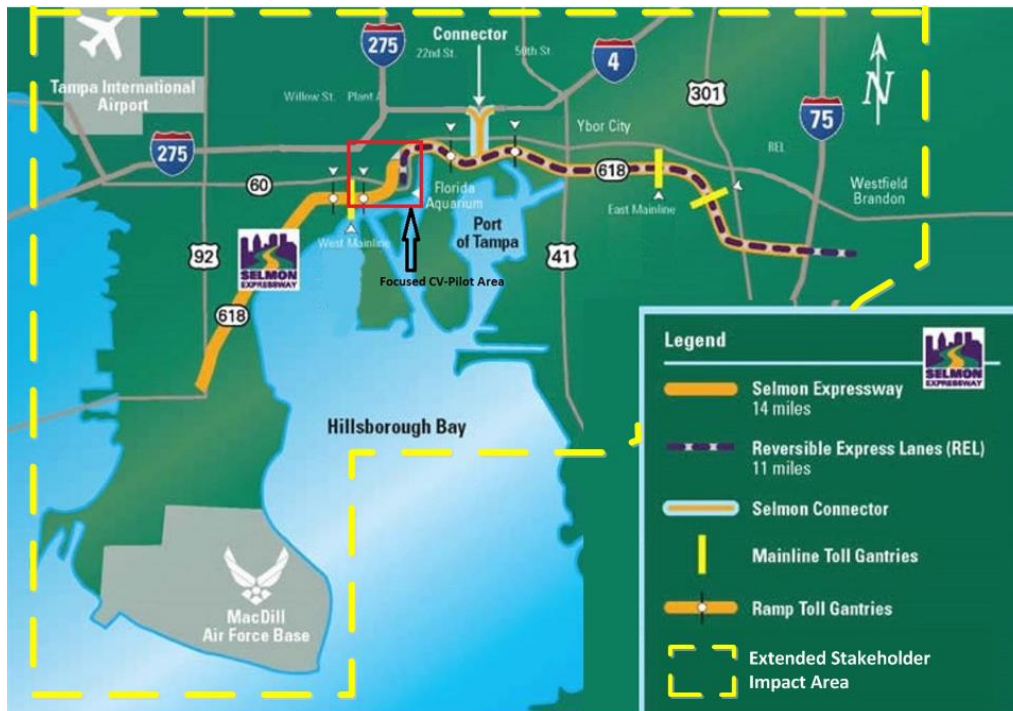 Tampa International
Airport
275
Willow St.
275
22nd St.
Connector
50th St.
4
301
75
N
Ybor City
REL
60
618
Westfield
Brandon
Florida
Aquarium
East Mainline
Port
of Tampa
West Mainline
92
SELMON
EXPRESSWAY
41
Focused CV-Pilot Area
618
Hillsborough Bay
MacDill
Air Force Base
Legend
SELMON
EXPRESSWAY
Selmon Expressway
14 miles
Reversible Express Lanes (REL)
11 miles
Selmon Connector
Mainline Toll Gantries
Ramp Toll Gantries
Extended Stakeholder
Impact Area